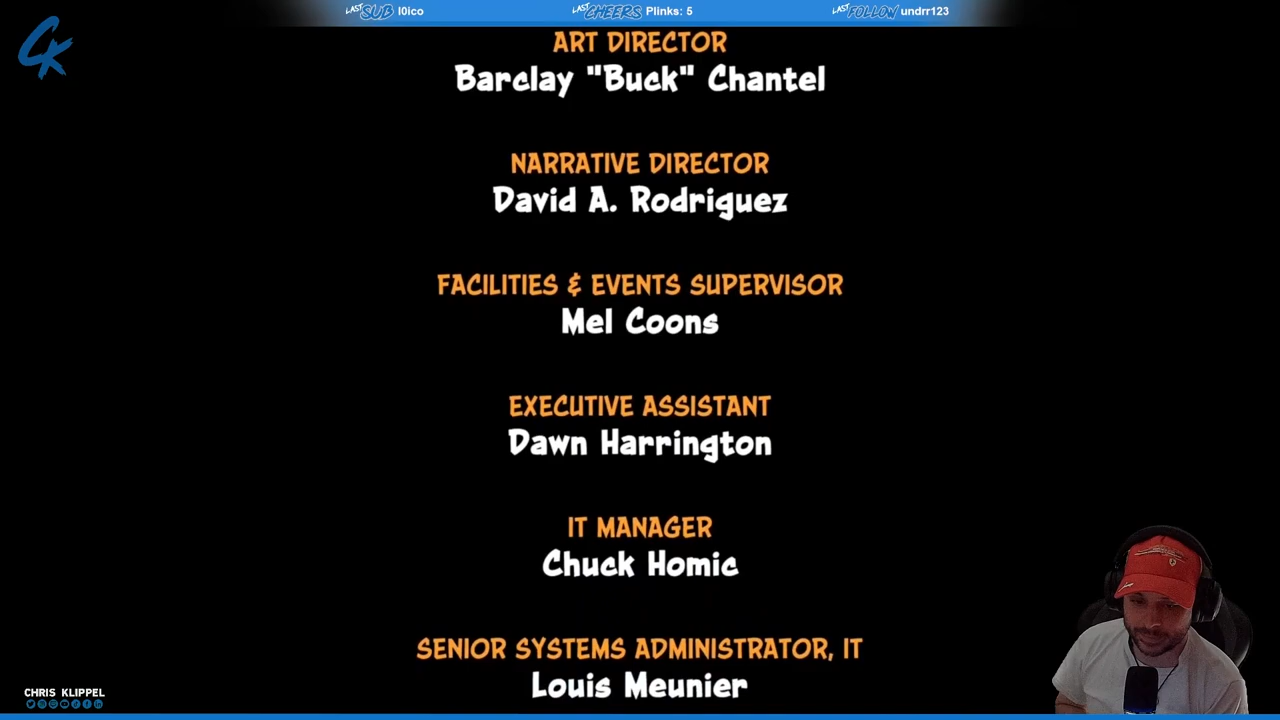 LAST SUB l0ico
LAST CHEERS Plinks: 5
LAST FOLLOW undrr123
CK
ART DIRECTOR
Barclay "Buck" Chantel
NARRATIVE DIRECTOR
David A. Rodriguez
FACILITIES & EVENTS SUPERVISOR
Mel Coons
EXECUTIVE ASSISTANT
Dawn Harrington
IT MANAGER
Chuck Homic
SENIOR SYSTEMS ADMINISTRATOR, IT
Louis Meunier
CHRIS KLIPPEL